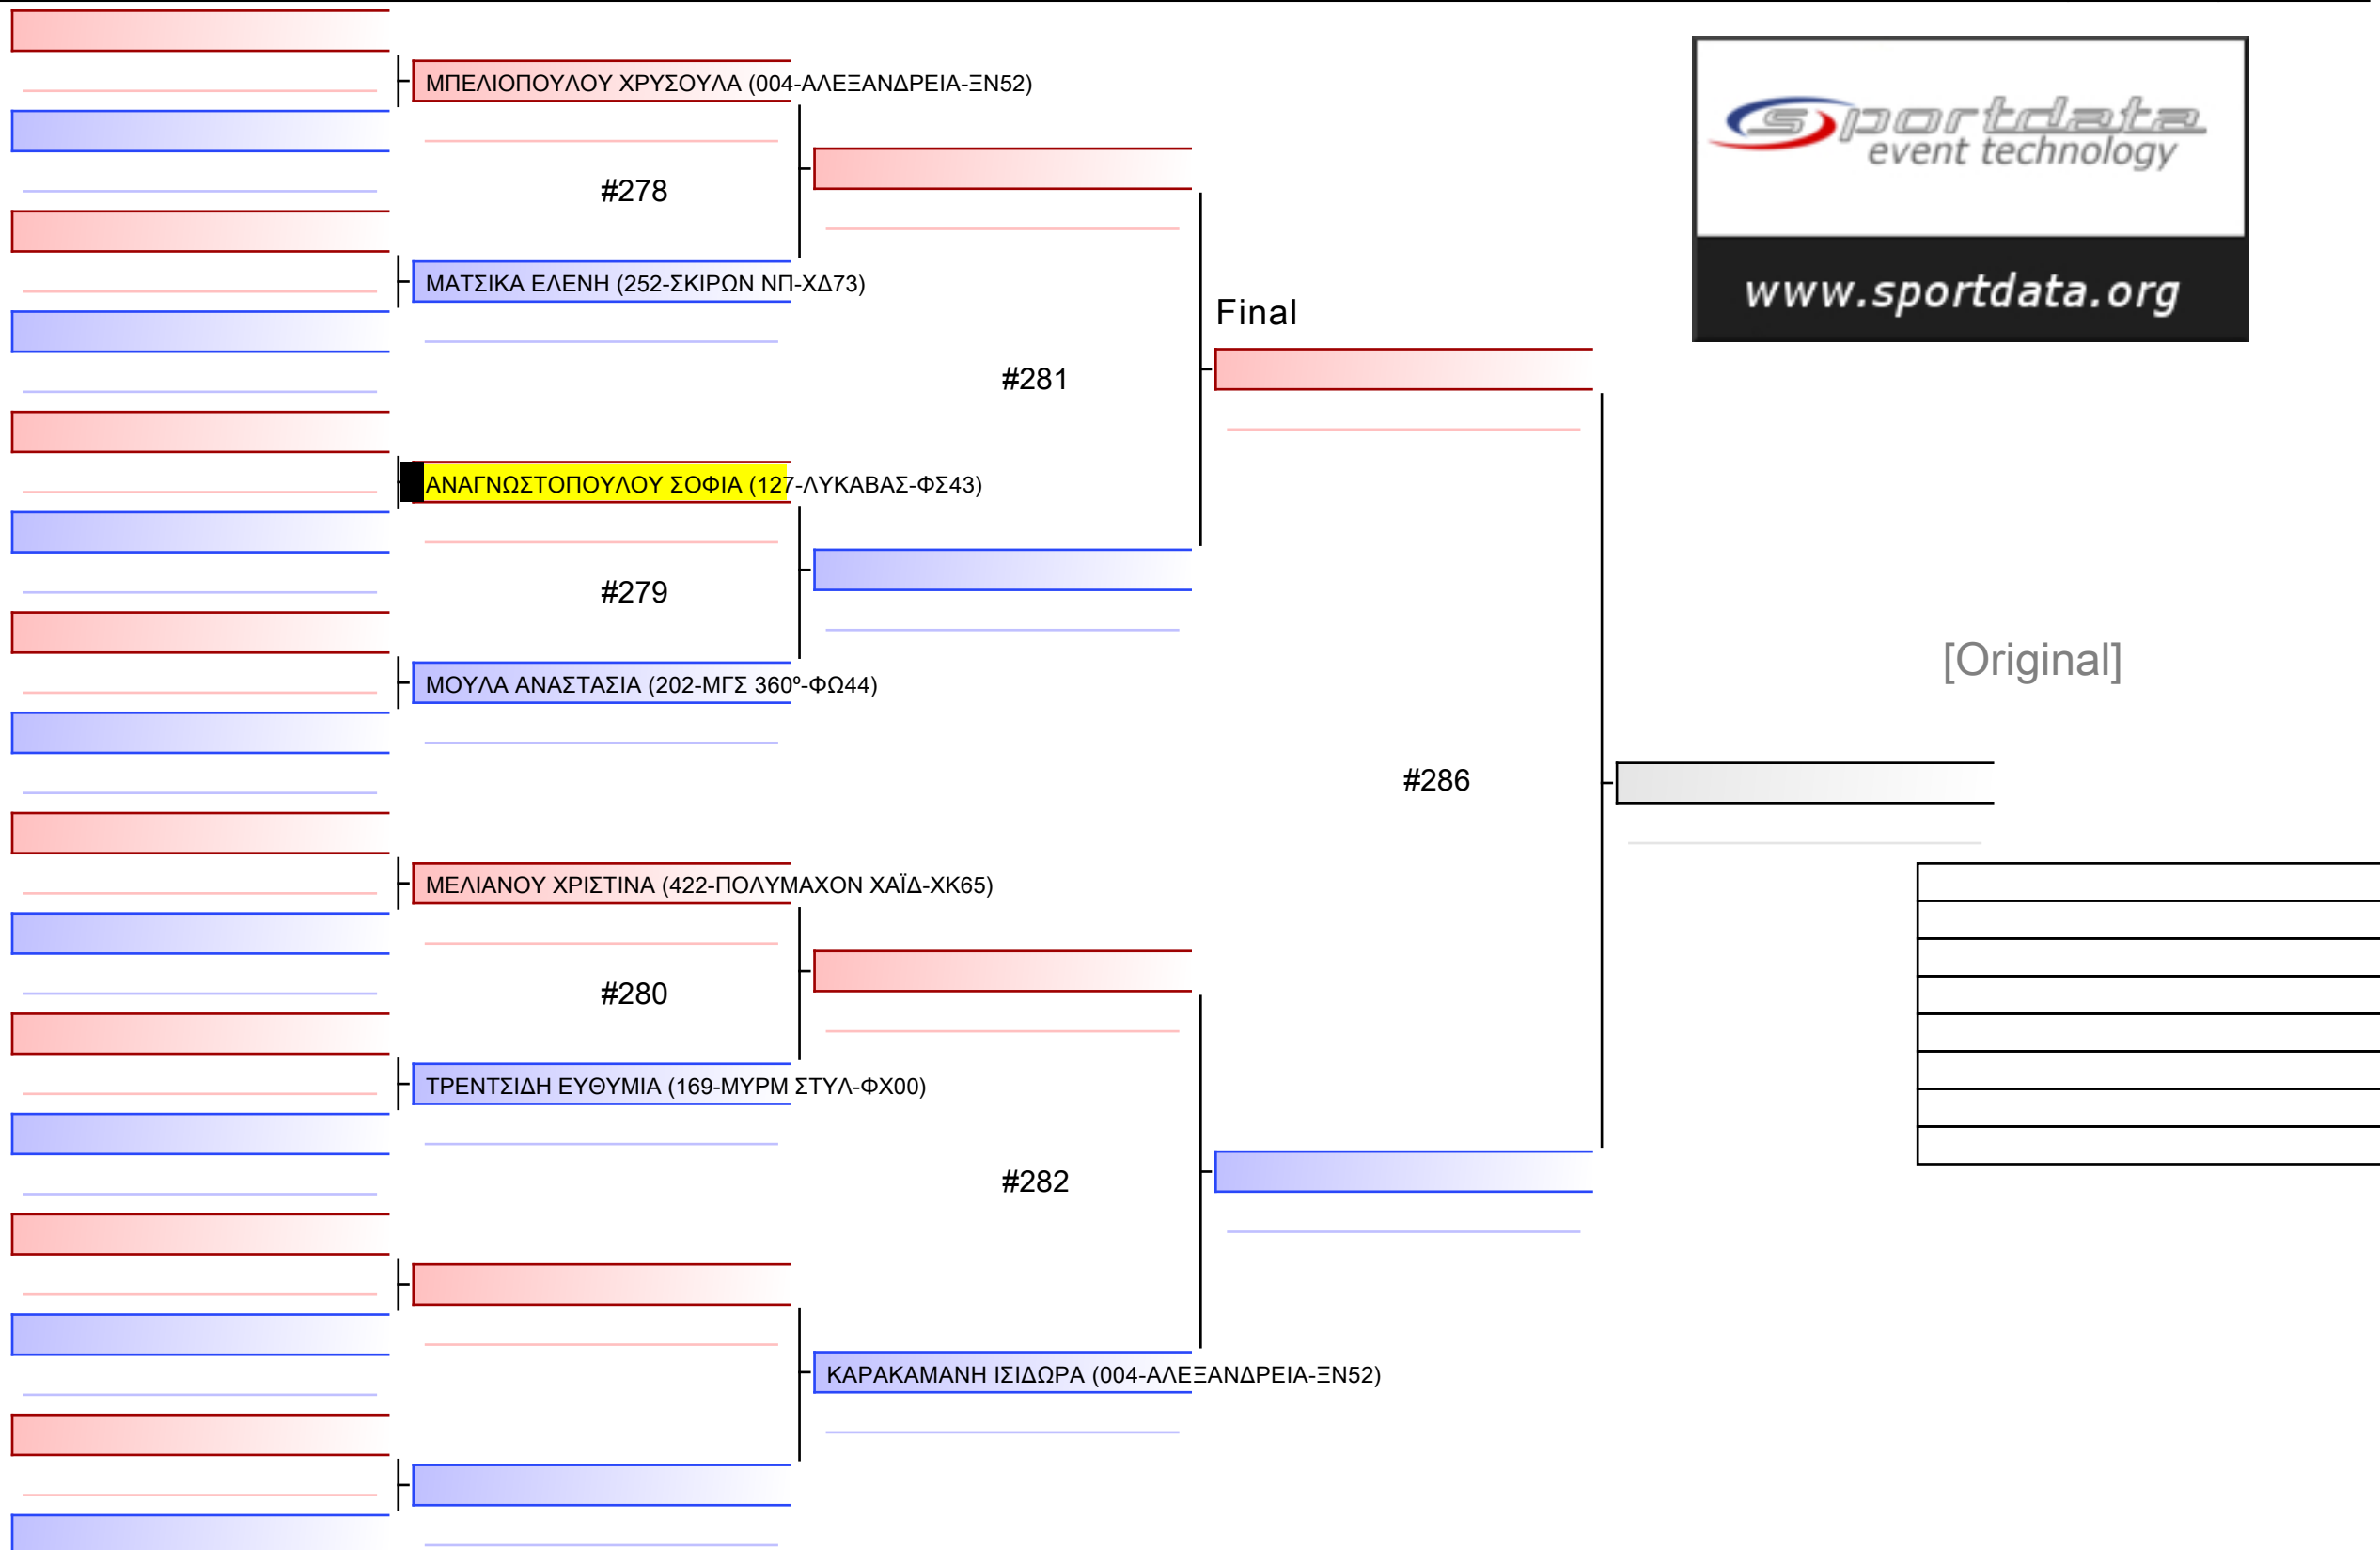 ΜΠΕΛΙΟΠΟΥΛΟΥ ΧΡΥΣΟΥΛΑ (004-ΑΛΕΞΑΝΔΡΕΙΑ-ΞΝ52)
sportdata
event technology
#278
ΜΑΤΣΙΚΑ ΕΛΕΝΗ (252-ΣΚΙΡΩΝ ΝΠ-ΧΔ73)
www.sportdata.org
Final
#281
ΑΝΑΓΝΩΣΤΟΠΟΥΛΟΥ ΣΟΦΙΑ (127-ΛΥΚΑΒΑΣ-ΦΣ43)
#279
[Original]
ΜΟΥΛΑ ΑΝΑΣΤΑΣΙΑ (202-ΜΓΣ 360º-ΦΩ44)
#286
ΜΕΛΙΑΝΟΥ ΧΡΙΣΤΙΝΑ (422-ΠΟΛΥΜΑΧΟΝ ΧΑΪΔ-ΧΚ65)
#280
ΤΡΕΝΤΣΙΔΗ ΕΥΘΥΜΙΑ (169-ΜΥΡΜ ΣΤΥΛ-ΦΧ00)
#282
ΚΑΡΑΚΑΜΑΝΗ ΙΣΙΔΩΡΑ (004-ΑΛΕΞΑΝΔΡΕΙΑ-ΞΝ52)